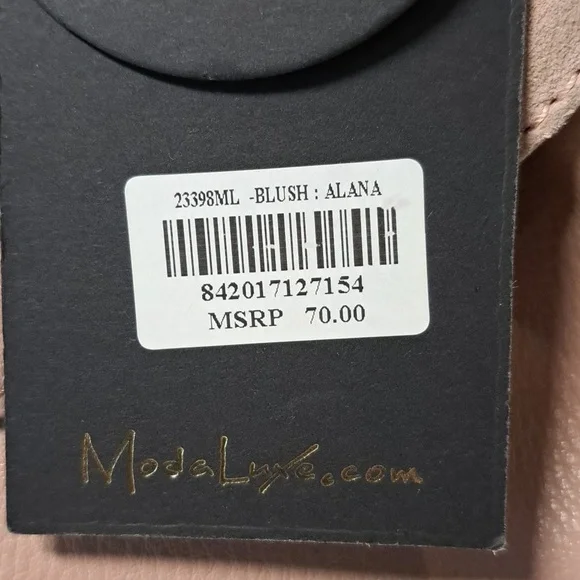 23398ML -BLUSH : ALANA
842017127154
MSRP 70.00
ModaLuxe.com